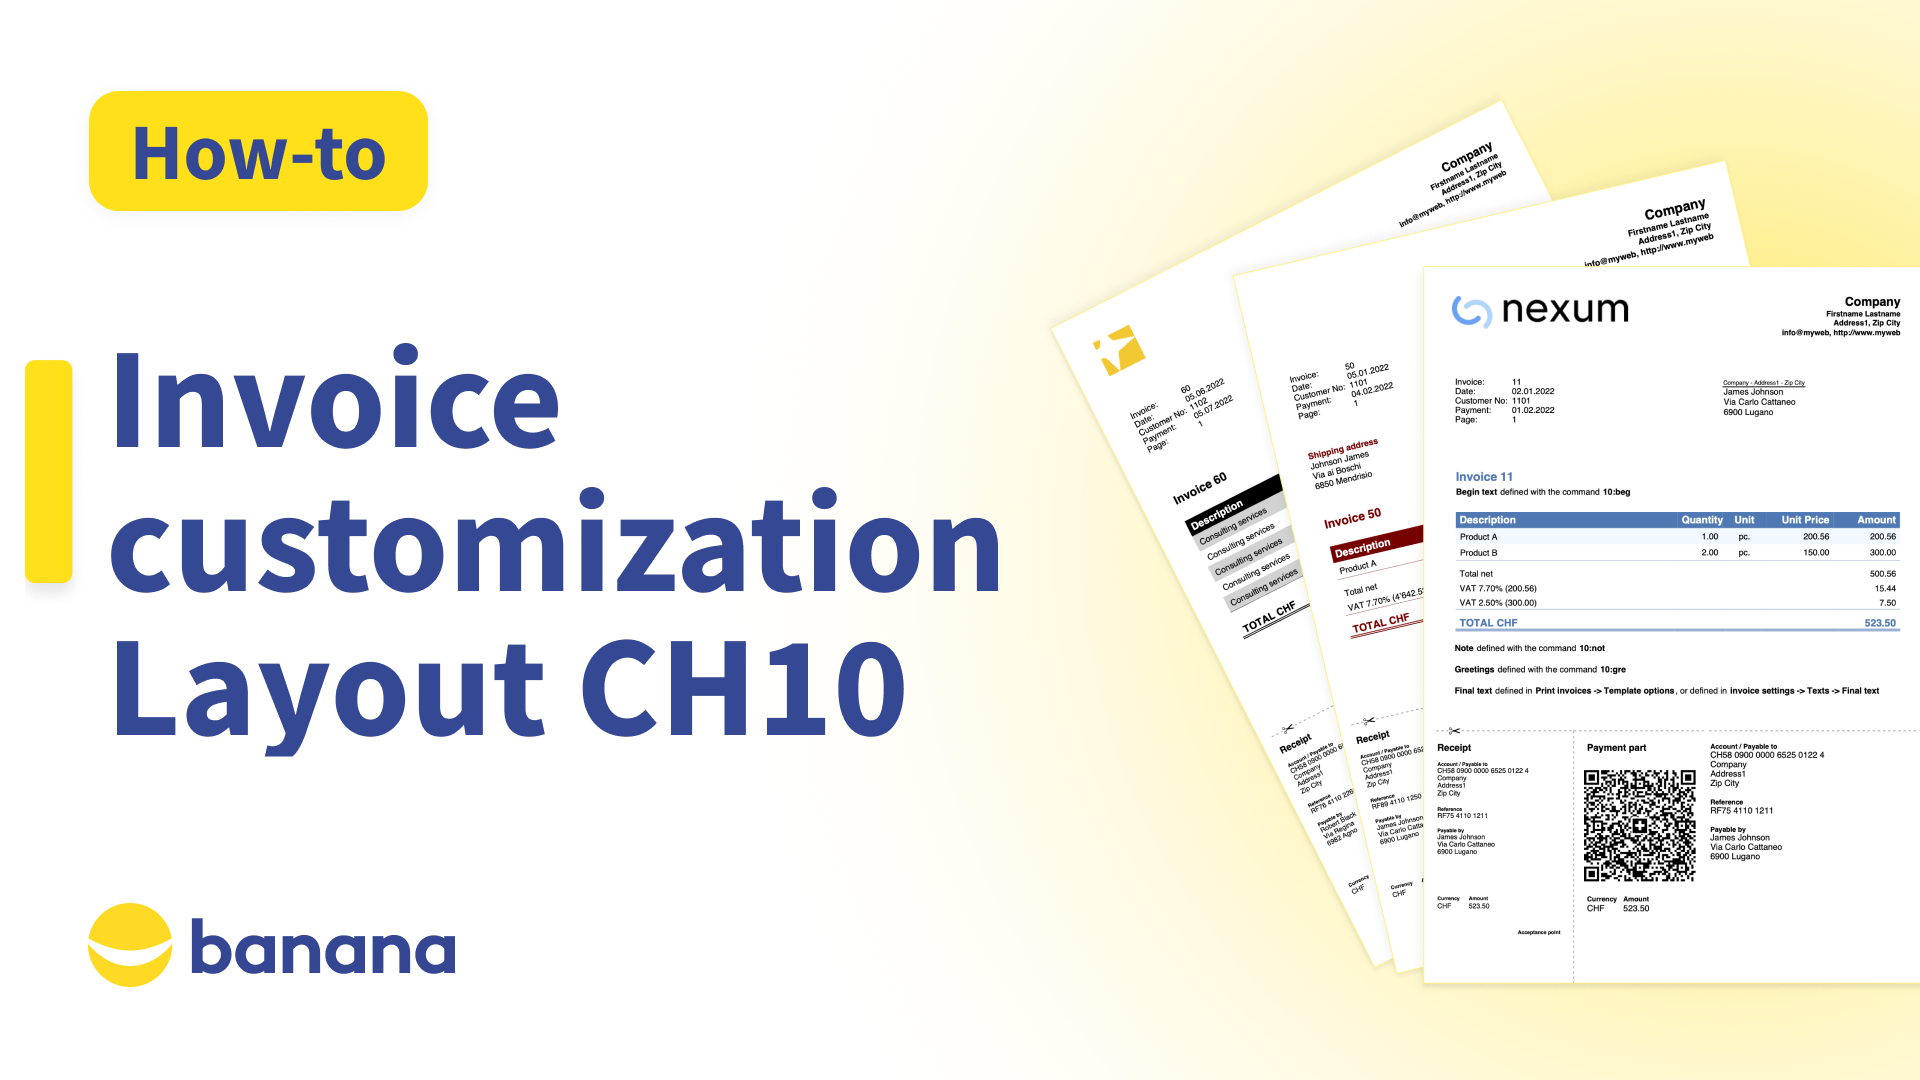 How-to
Invoice
customization
Layout CH10
banana
Company
Firstname Lastname
Address1, Zip City
info@myweb, http://www.myweb
Invoice: 60
Date: 05.06.2022
Customer No: 1102
Payment: 05.07.2022
Page: 1
Invoice 60
Description
Consulting services
Consulting services
Consulting services
Consulting services
Consulting services
TOTAL CHF
Receipt
Account / Payable to
CH58 0900 0000 6
Company
Address1
Zip City
Reference
RF76 4110 226
Payable by
Robert Black
Via Regina
6982 Agno
Currency
CHF
Company
Firstname Lastname
Address1, Zip City
info@myweb, http://www.myweb
Invoice: 50
Date: 05.01.2022
Customer No: 1101
Payment: 04.02.2022
Page: 1
Shipping address
Johnson James
Via ai Boschi
6850 Mendrisio
Invoice 50
Description
Product A
Total net
VAT 7.70% (4'642.5
TOTAL CHF
Receipt
Account / Payable to
CH58 0900 0000 652
Company
Address1
Zip City
Reference
RF89 4110 1250
Payable by
James Johnson
Via Carlo Catta
6900 Lugano
Currency
CHF
nexum
Company
Firstname Lastname
Address1, Zip City
info@myweb, http://www.myweb
Invoice: 11
Date: 02.01.2022
Customer No: 1101
Payment: 01.02.2022
Page: 1
Company - Address1 - Zip City
James Johnson
Via Carlo Cattaneo
6900 Lugano
Invoice 11
Begin text defined with the command 10:beg
Description Quantity Unit Unit Price Amount
Product A 1.00 pc. 200.56 200.56
Product B 2.00 pc. 150.00 300.00
Total net 500.56
VAT 7.70% (200.56) 15.44
VAT 2.50% (300.00) 7.50
TOTAL CHF 523.50
Note defined with the command 10:not
Greetings defined with the command 10:gre
Final text defined in Print invoices -> Template options, or defined in invoice settings -> Texts -> Final text
Receipt
Account / Payable to
CH58 0900 0000 6525 0122 4
Company
Address1
Zip City
Reference
RF75 4110 1211
Payable by
James Johnson
Via Carlo Cattaneo
6900 Lugano
Currency Amount
CHF 523.50
Acceptance point
Payment part
Currency Amount
CHF 523.50
Account / Payable to
CH58 0900 0000 6525 0122 4
Company
Address1
Zip City
Reference
RF75 4110 1211
Payable by
James Johnson
Via Carlo Cattaneo
6900 Lugano